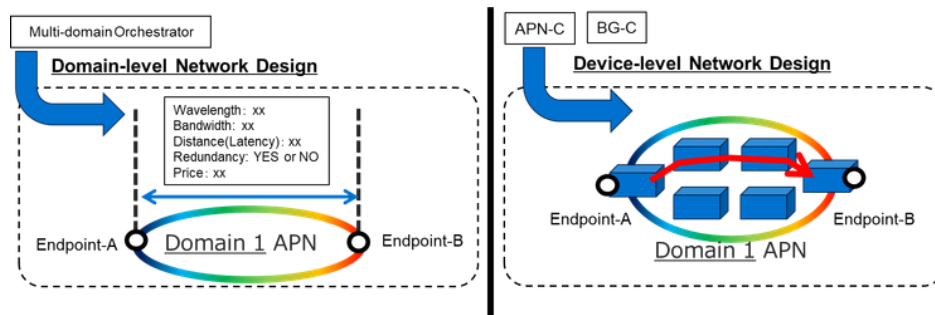 Multi-domain Orchestrator
Domain-level Network Design
Wavelength: xx
Bandwidth: xx
Distance(Latency): xx
Redundancy: YES or NO
Price: xx
Endpoint-A
Domain 1 APN
Endpoint-B
APN-C
BG-C
Device-level Network Design
Endpoint-A
Endpoint-B
Domain 1 APN